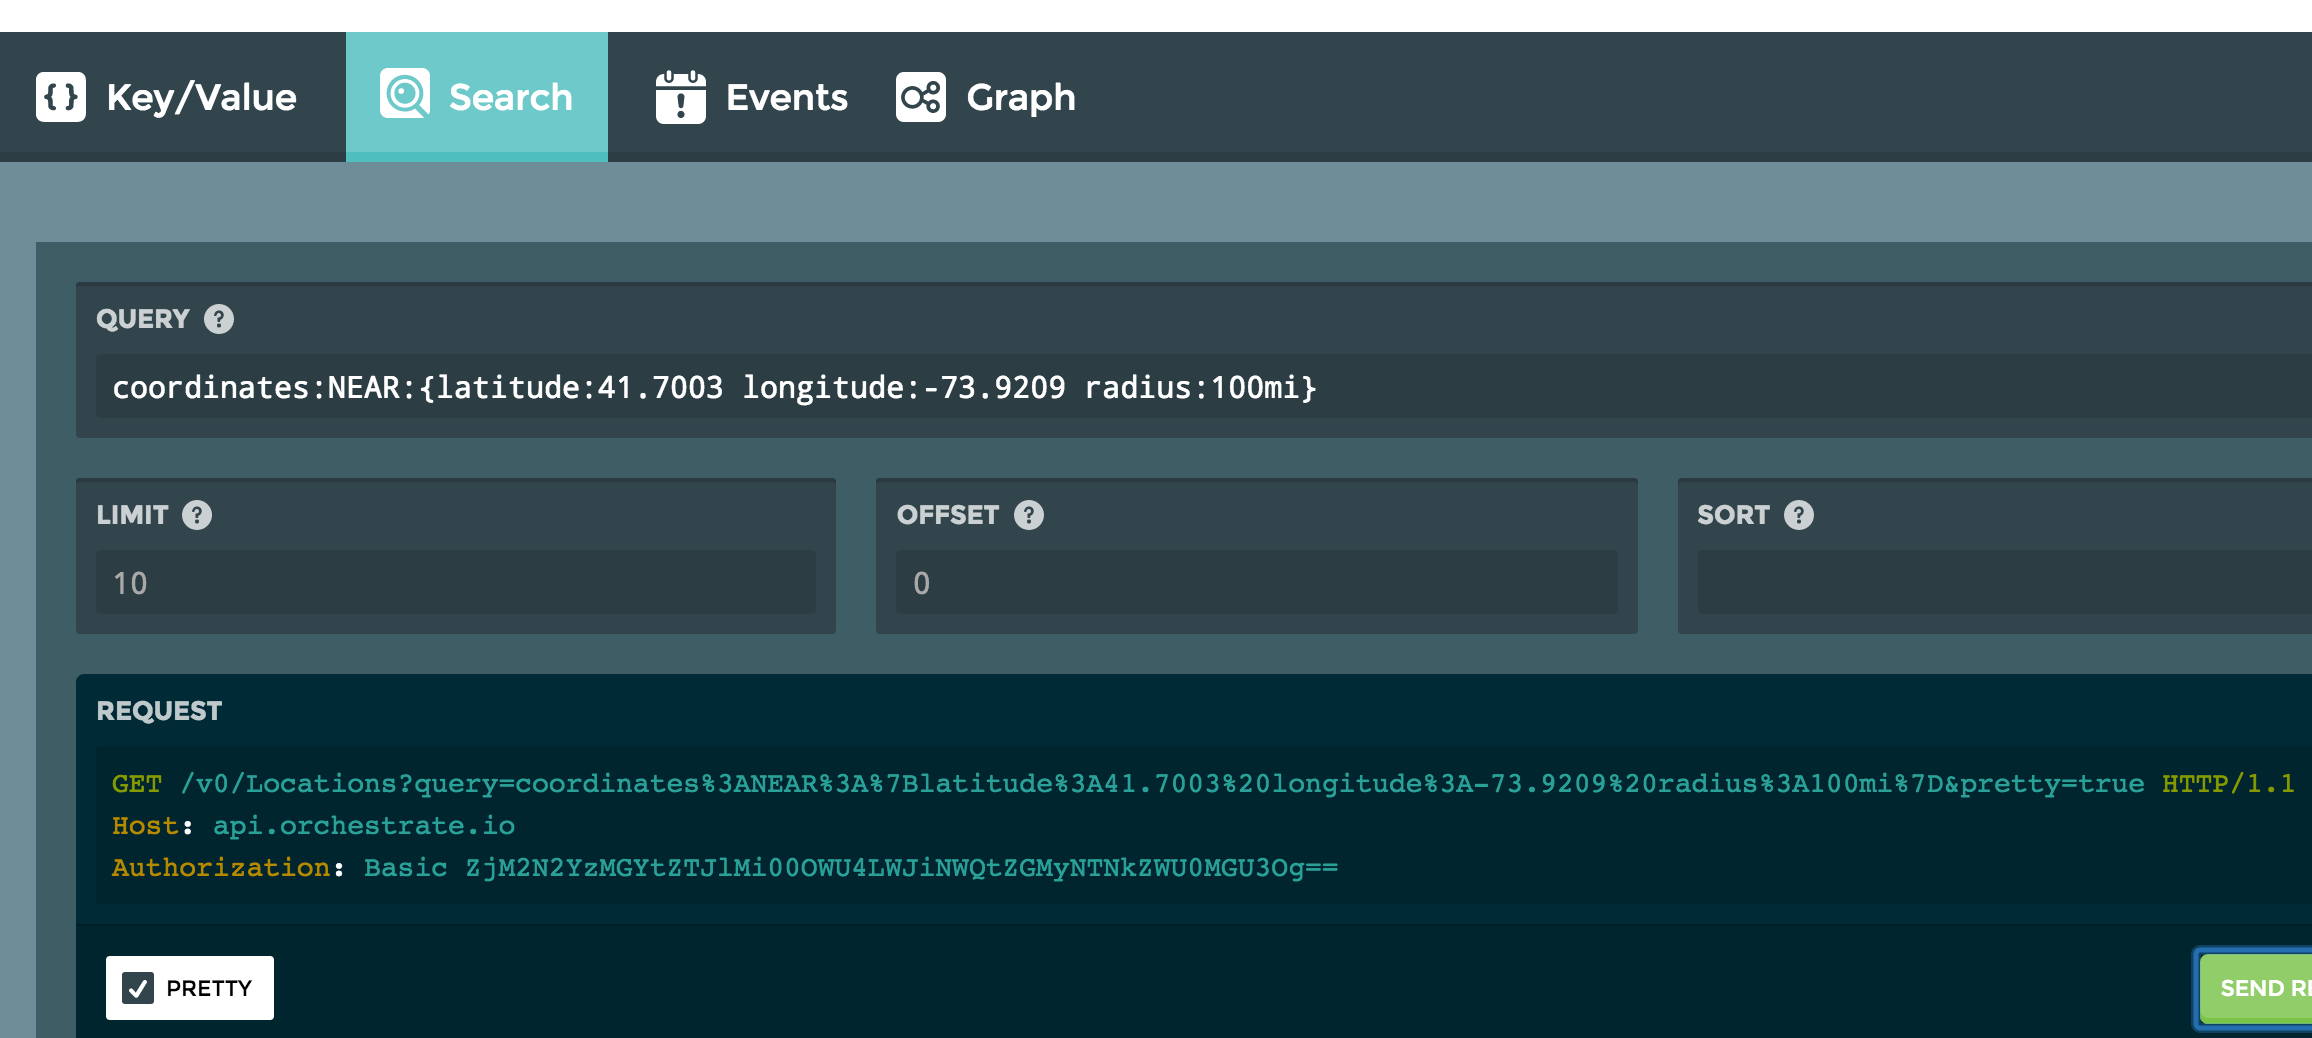 Key/Value Search Events Graph
QUERY ?
coordinates:NEAR:{latitude:41.7003 longitude:-73.9209 radius:100mi}
LIMIT ? OFFSET ? SORT ?
10 0
REQUEST
GET /v0/Locations?query=coordinates%3ANEAR%3A%7Blatitude%3A41.7003%20longitude%3A-73.9209%20radius%3A100mi%7D&pretty=true HTTP/1.1
Host: api.orchestrate.io
Authorization: Basic ZjM2N2YzMGYtZTJlMi00OWU4LWJiNWQtZGMyNTNkZWU0MGU3Og==
PRETTY SEND RE